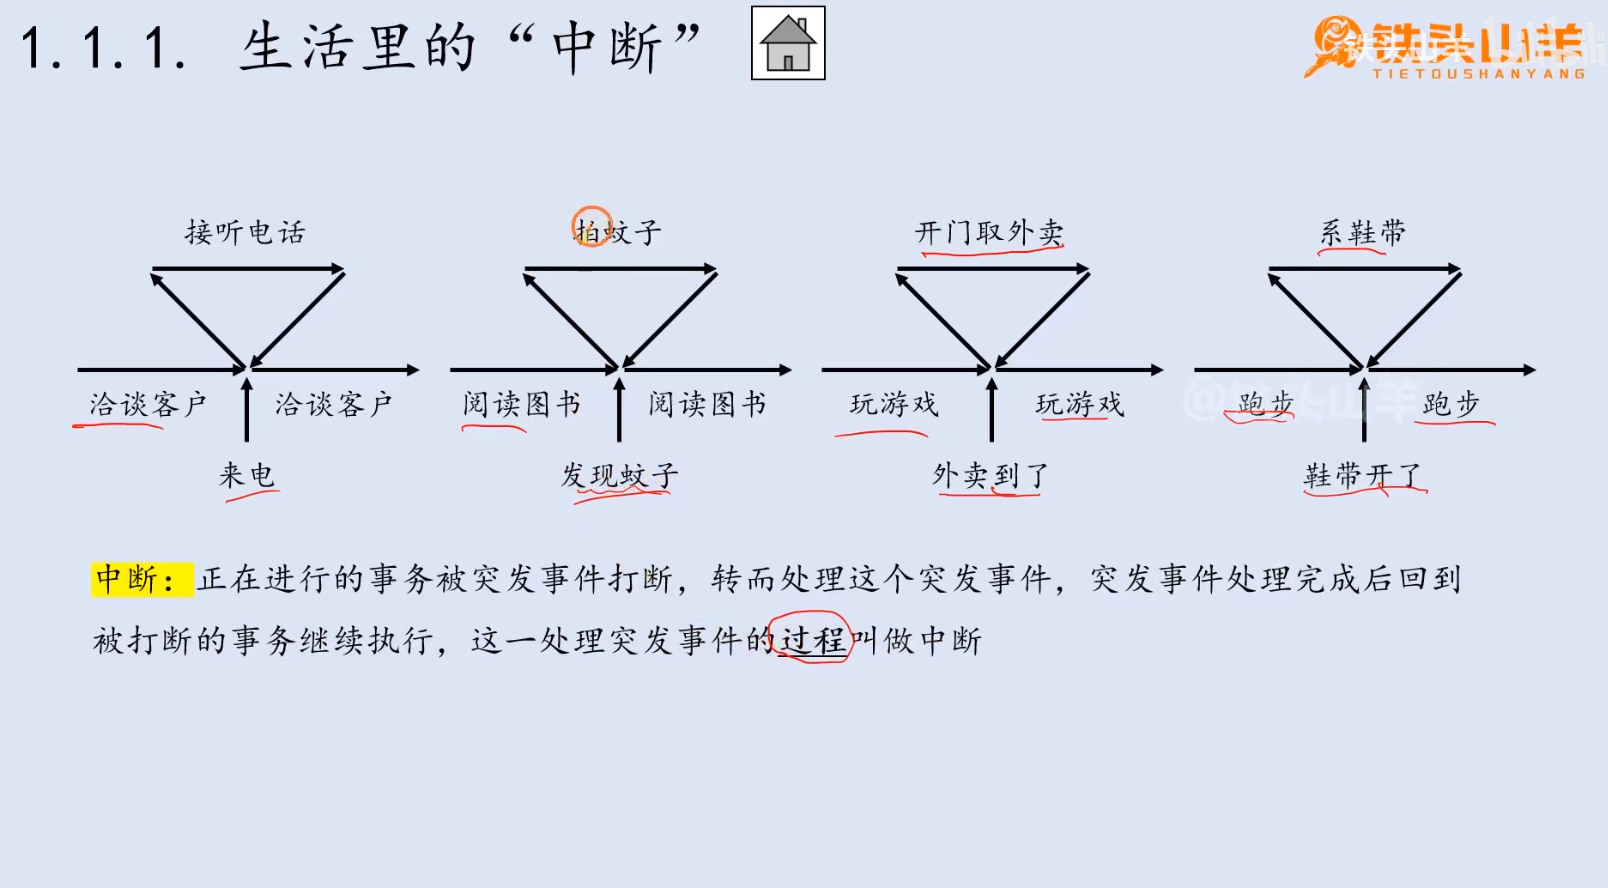 1.1.1. 生活里的“中断”
铁头山羊
TIETOUSHANYANG
接听电话 拍蚊子 开门取外卖 系鞋带
洽谈客户 洽谈客户 阅读图书 阅读图书 玩游戏 玩游戏 跑步 跑步
@铁头山羊
来电 发现蚊子 外卖到了 鞋带开了
中断：正在进行的事务被突发事件打断，转而处理这个突发事件，突发事件处理完成后回到
被打断的事务继续执行，这一处理突发事件的过程叫做中断